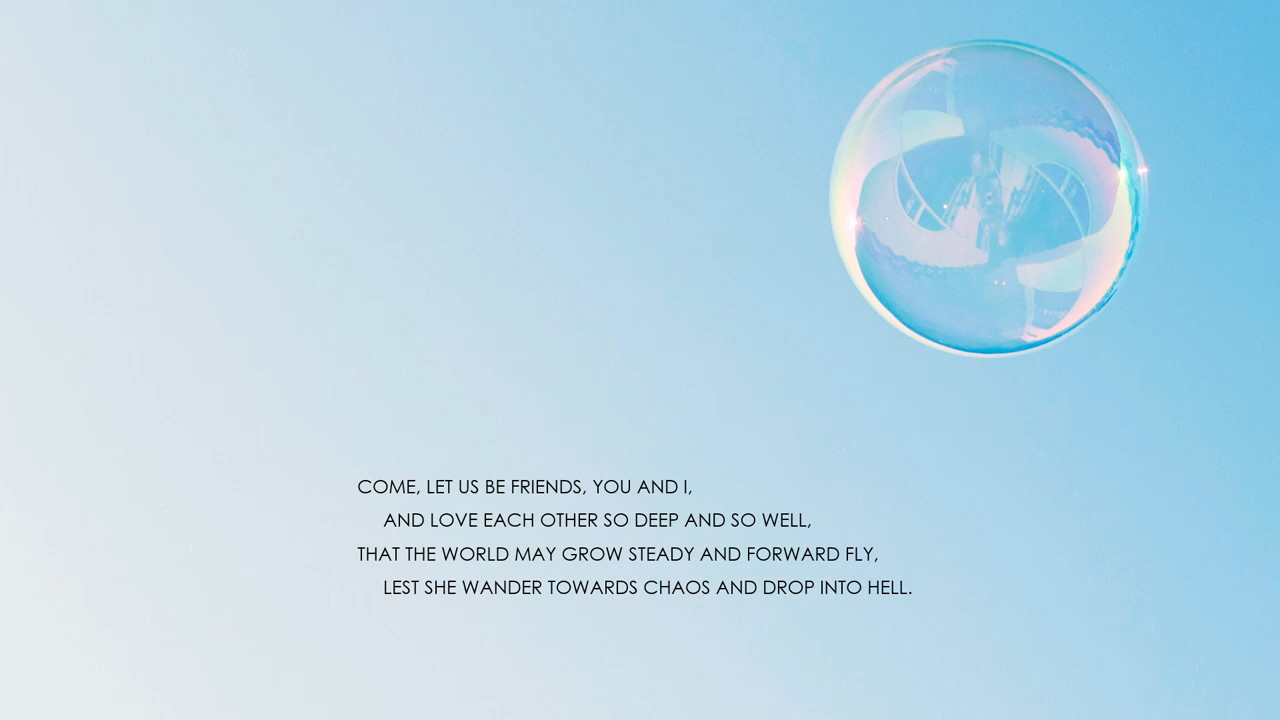 COME, LET US BE FRIENDS, YOU AND I,
AND LOVE EACH OTHER SO DEEP AND SO WELL,
THAT THE WORLD MAY GROW STEADY AND FORWARD FLY,
LEST SHE WANDER TOWARDS CHAOS AND DROP INTO HELL.